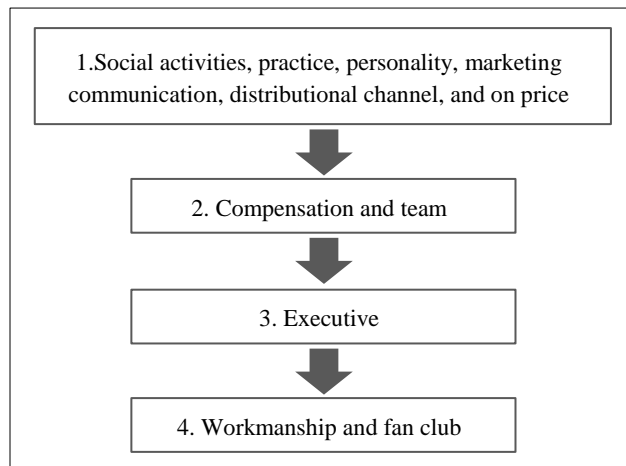 1.Social activities, practice, personality, marketing
communication, distributional channel, and on price
2. Compensation and team
3. Executive
4. Workmanship and fan club